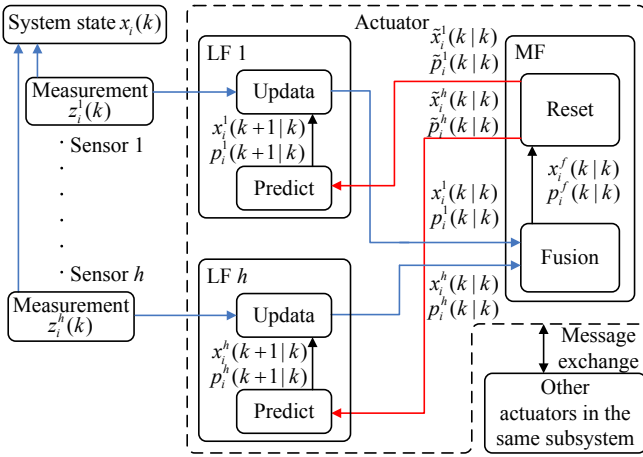 System state x_i(k)
Measurement
z_i^1(k)
Sensor 1
Sensor h
Measurement
z_i^h(k)
Actuator
LF 1
Updata
x_i^1(k+1|k)
p_i^1(k+1|k)
Predict
LF h
Updata
x_i^h(k+1|k)
p_i^h(k+1|k)
Predict
x̃_i^1(k|k)
p̃_i^1(k|k)
x̃_i^h(k|k)
p̃_i^h(k|k)
x_i^1(k|k)
p_i^1(k|k)
x_i^h(k|k)
p_i^h(k|k)
MF
Reset
x_i^f(k|k)
p_i^f(k|k)
Fusion
Message
exchange
Other
actuators in the
same subsystem